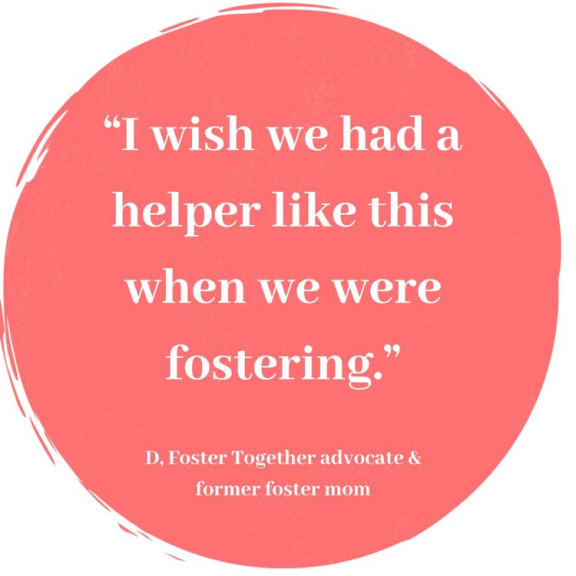 “I wish we had a
helper like this
when we were
fostering.”
D, Foster Together advocate &
former foster mom